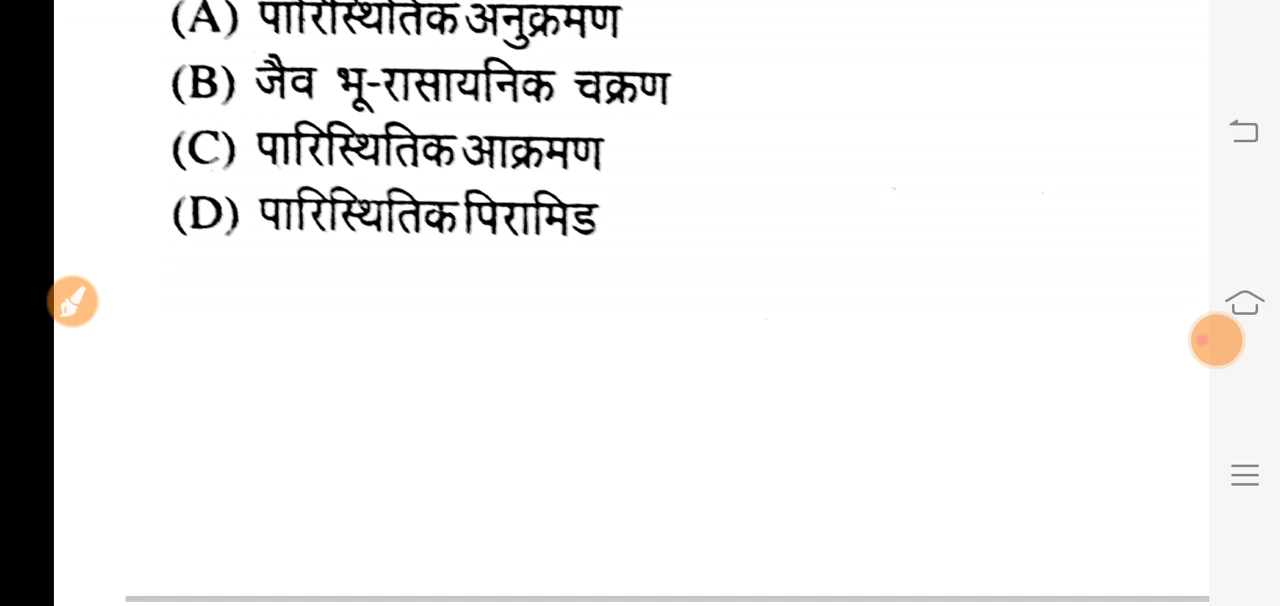 (A) पारिस्थितिक अनुक्रमण
(B) जैव भू-रासायनिक चक्रण
(C) पारिस्थितिक आक्रमण
(D) पारिस्थितिक पिरामिड